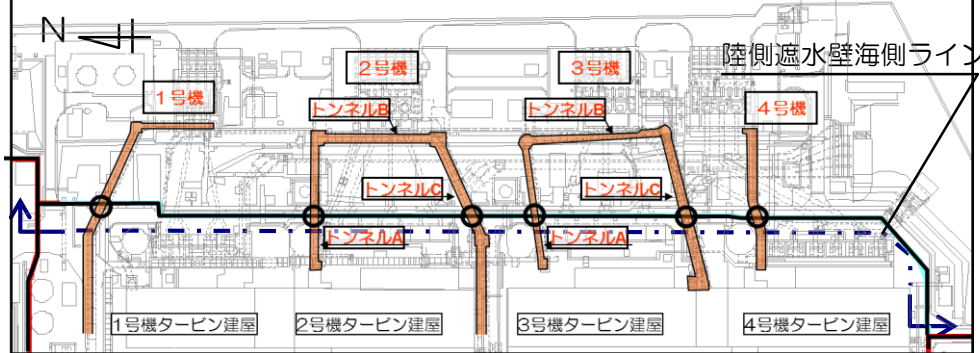 N
陸側遮水壁海側ライン
1号機
2号機
3号機
4号機
トンネルB
トンネルB
トンネルC
トンネルC
トンネルA
トンネルA
1号機タービン建屋
2号機タービン建屋
3号機タービン建屋
4号機タービン建屋